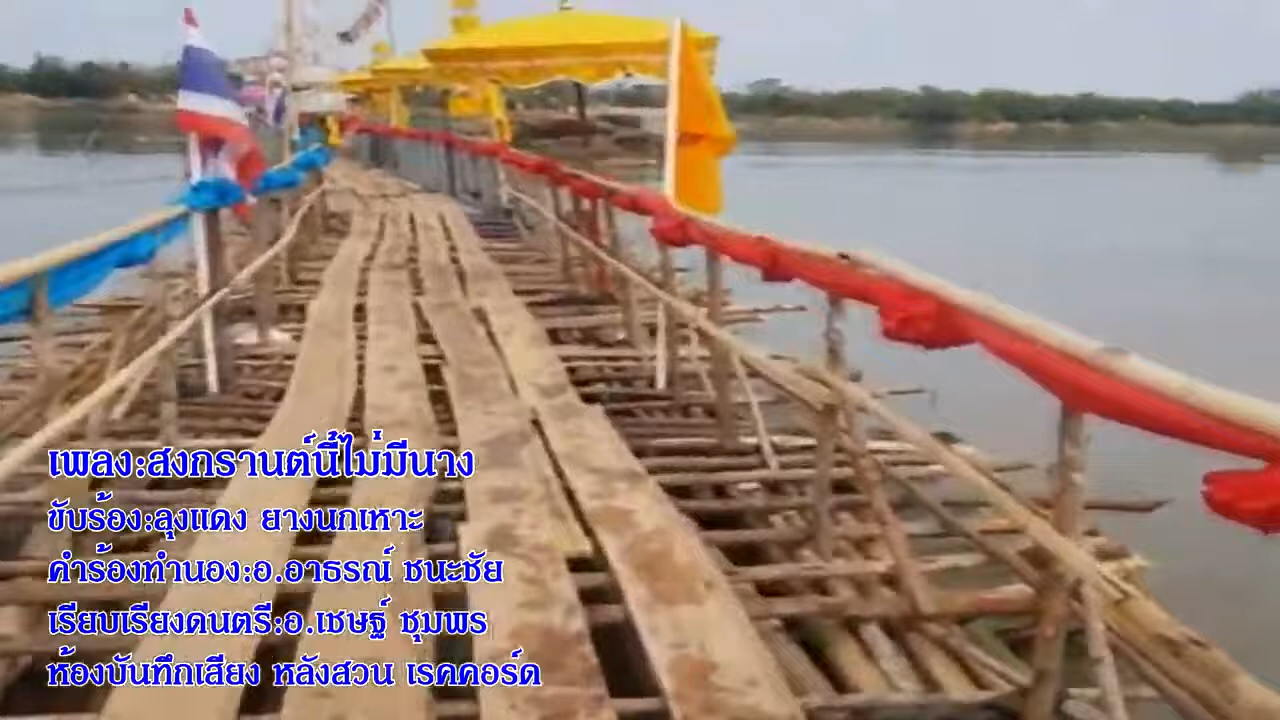 เพลง:สงกรานต์นี้ไม่มีนาง
ขับร้อง:ลุงแดง ยางนกเหาะ
คำร้องทำนอง:อ.อาธรณ์ ชนะชัย
เรียบเรียงดนตรี:อ.เชษฐ์ ชุมพร
ห้องบันทึกเสียง หลังสวน เรคคอร์ด